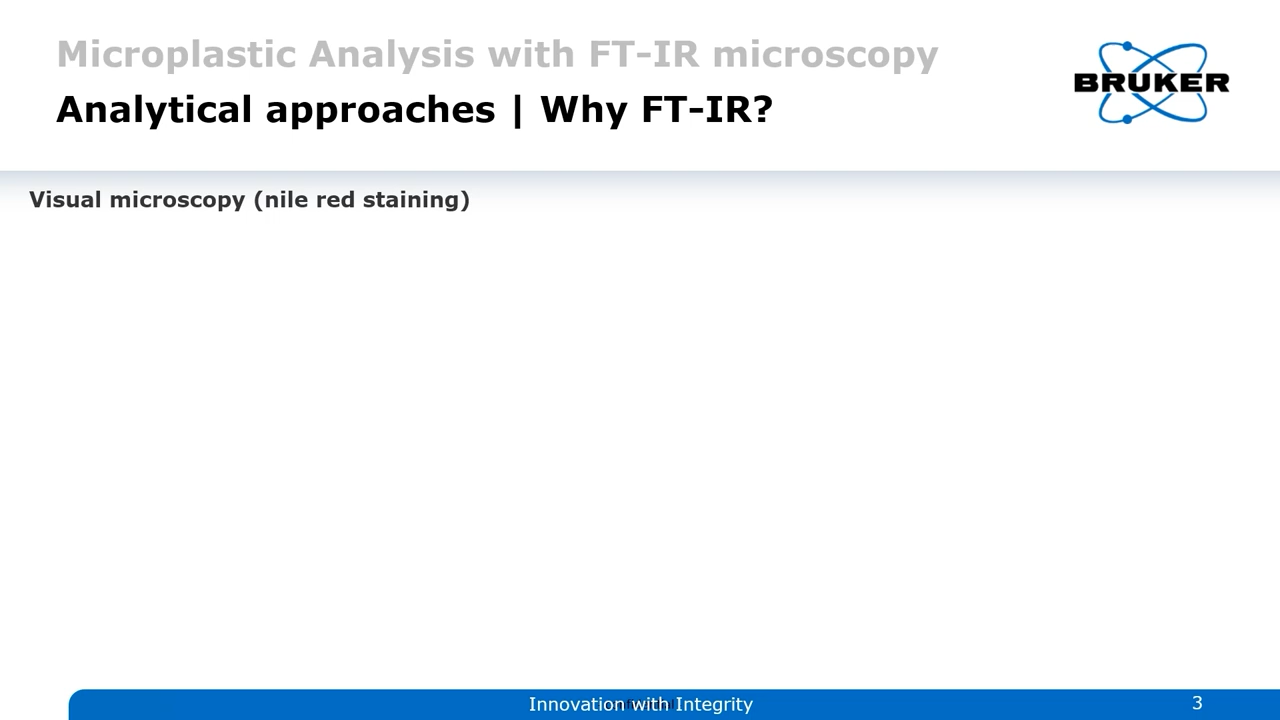 Microplastic Analysis with FT-IR microscopy
Analytical approaches | Why FT-IR?
BRUKER
Visual microscopy (nile red staining)
Innovation with Integrity
3